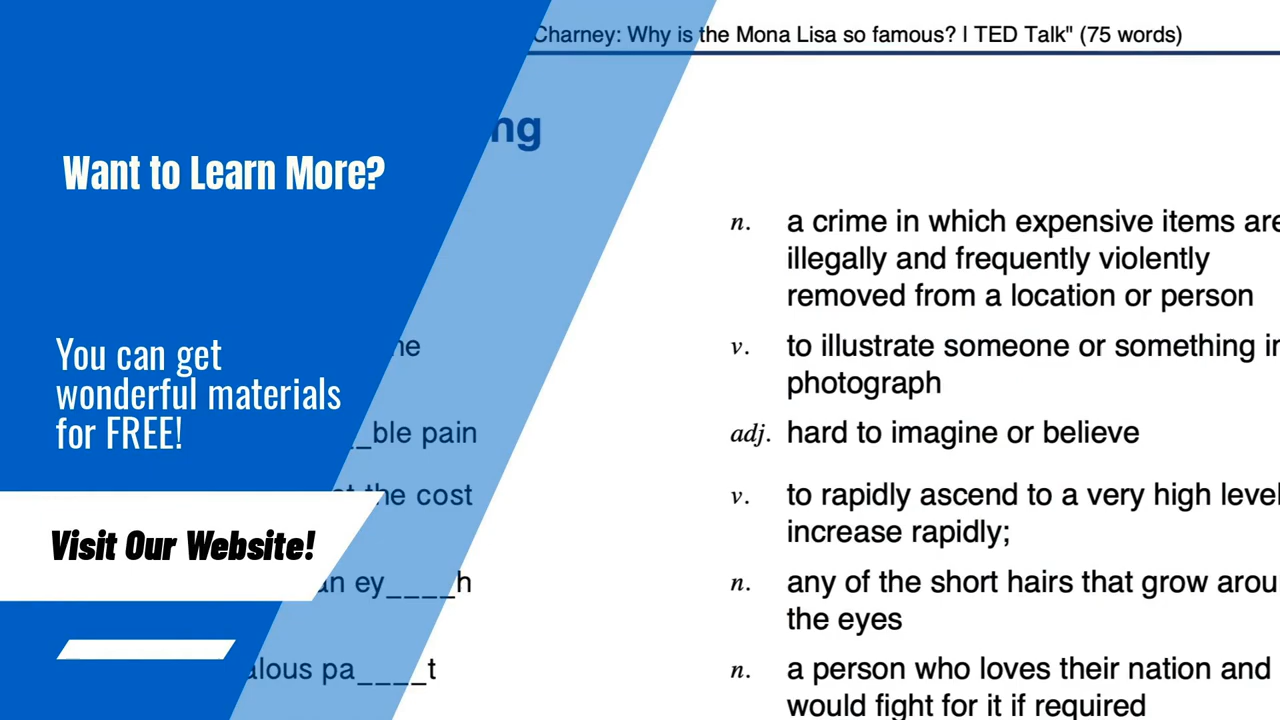 Charney: Why is the Mona Lisa so famous? | TED Talk" (75 words)
ng
Want to Learn More?
You can get
wonderful materials
for FREE!
Visit Our Website!
n. a crime in which expensive items are
illegally and frequently violently
removed from a location or person
v. to illustrate someone or something in
photograph
_ble pain
adj. hard to imagine or believe
the cost
v. to rapidly ascend to a very high level
increase rapidly;
an ey____h
n. any of the short hairs that grow arou
the eyes
alous pa____t
n. a person who loves their nation and
would fight for it if required